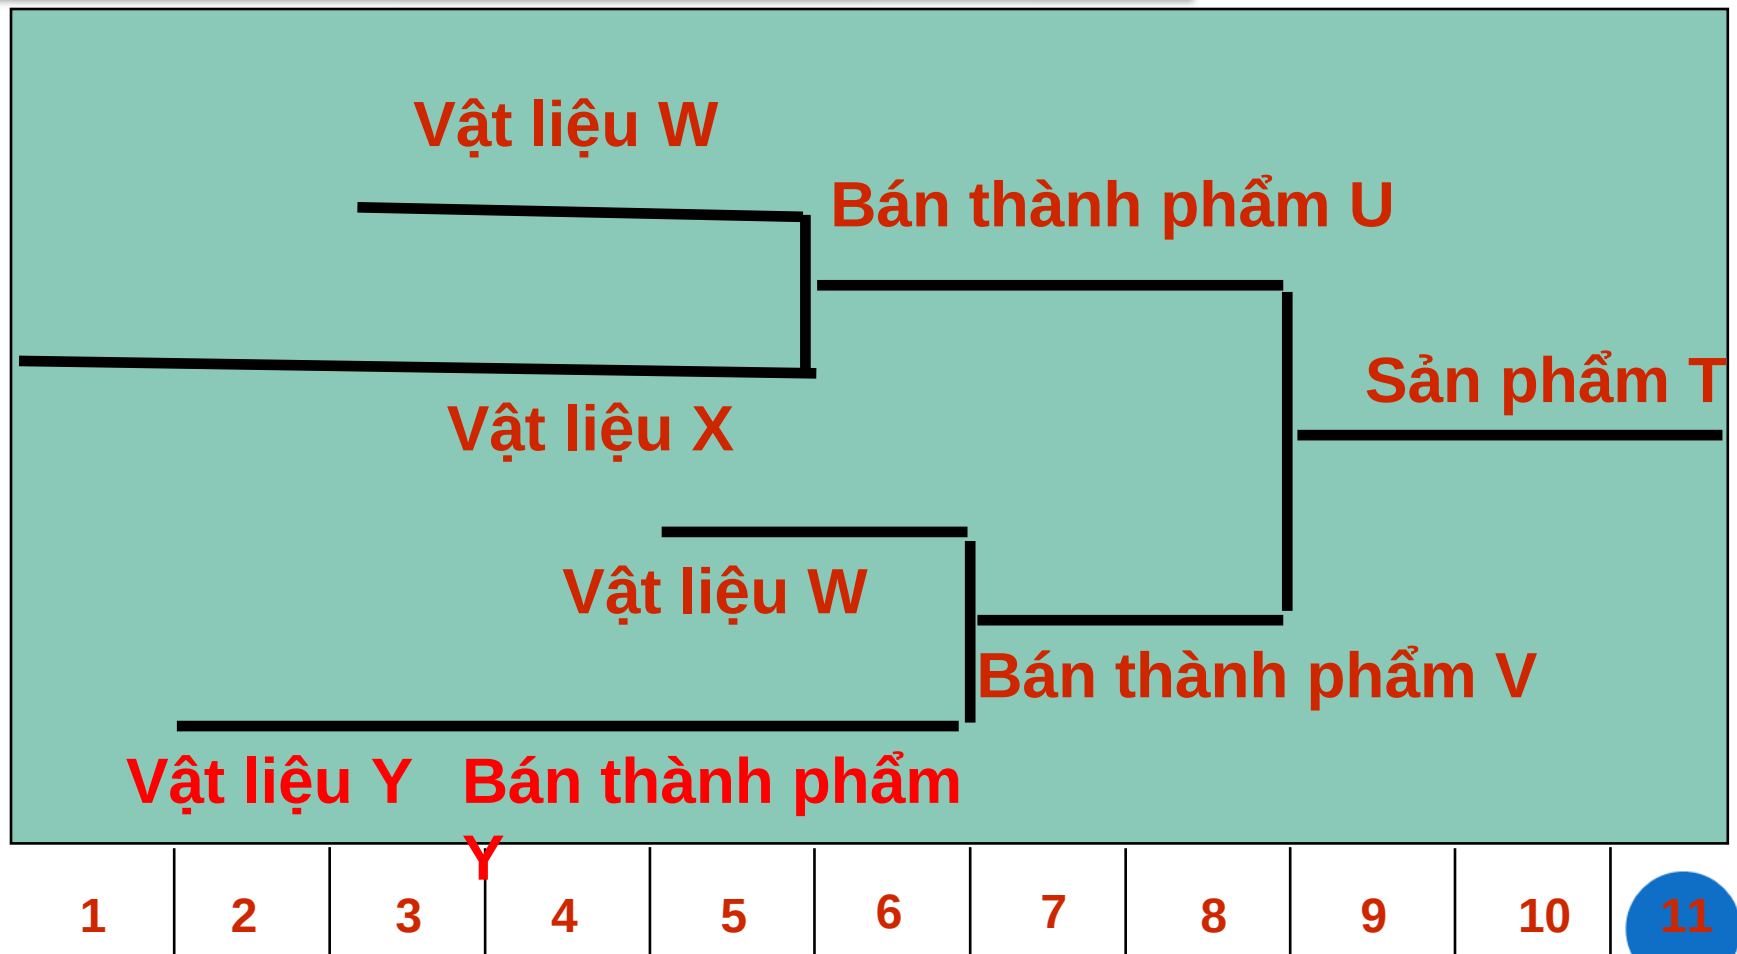 Vật liệu W
Bán thành phẩm U
Sản phẩm T
Vật liệu X
Vật liệu W
Bán thành phẩm V
Vật liệu Y
Bán thành phẩm
Y
1 2 3 4 5 6 7 8 9 10 11